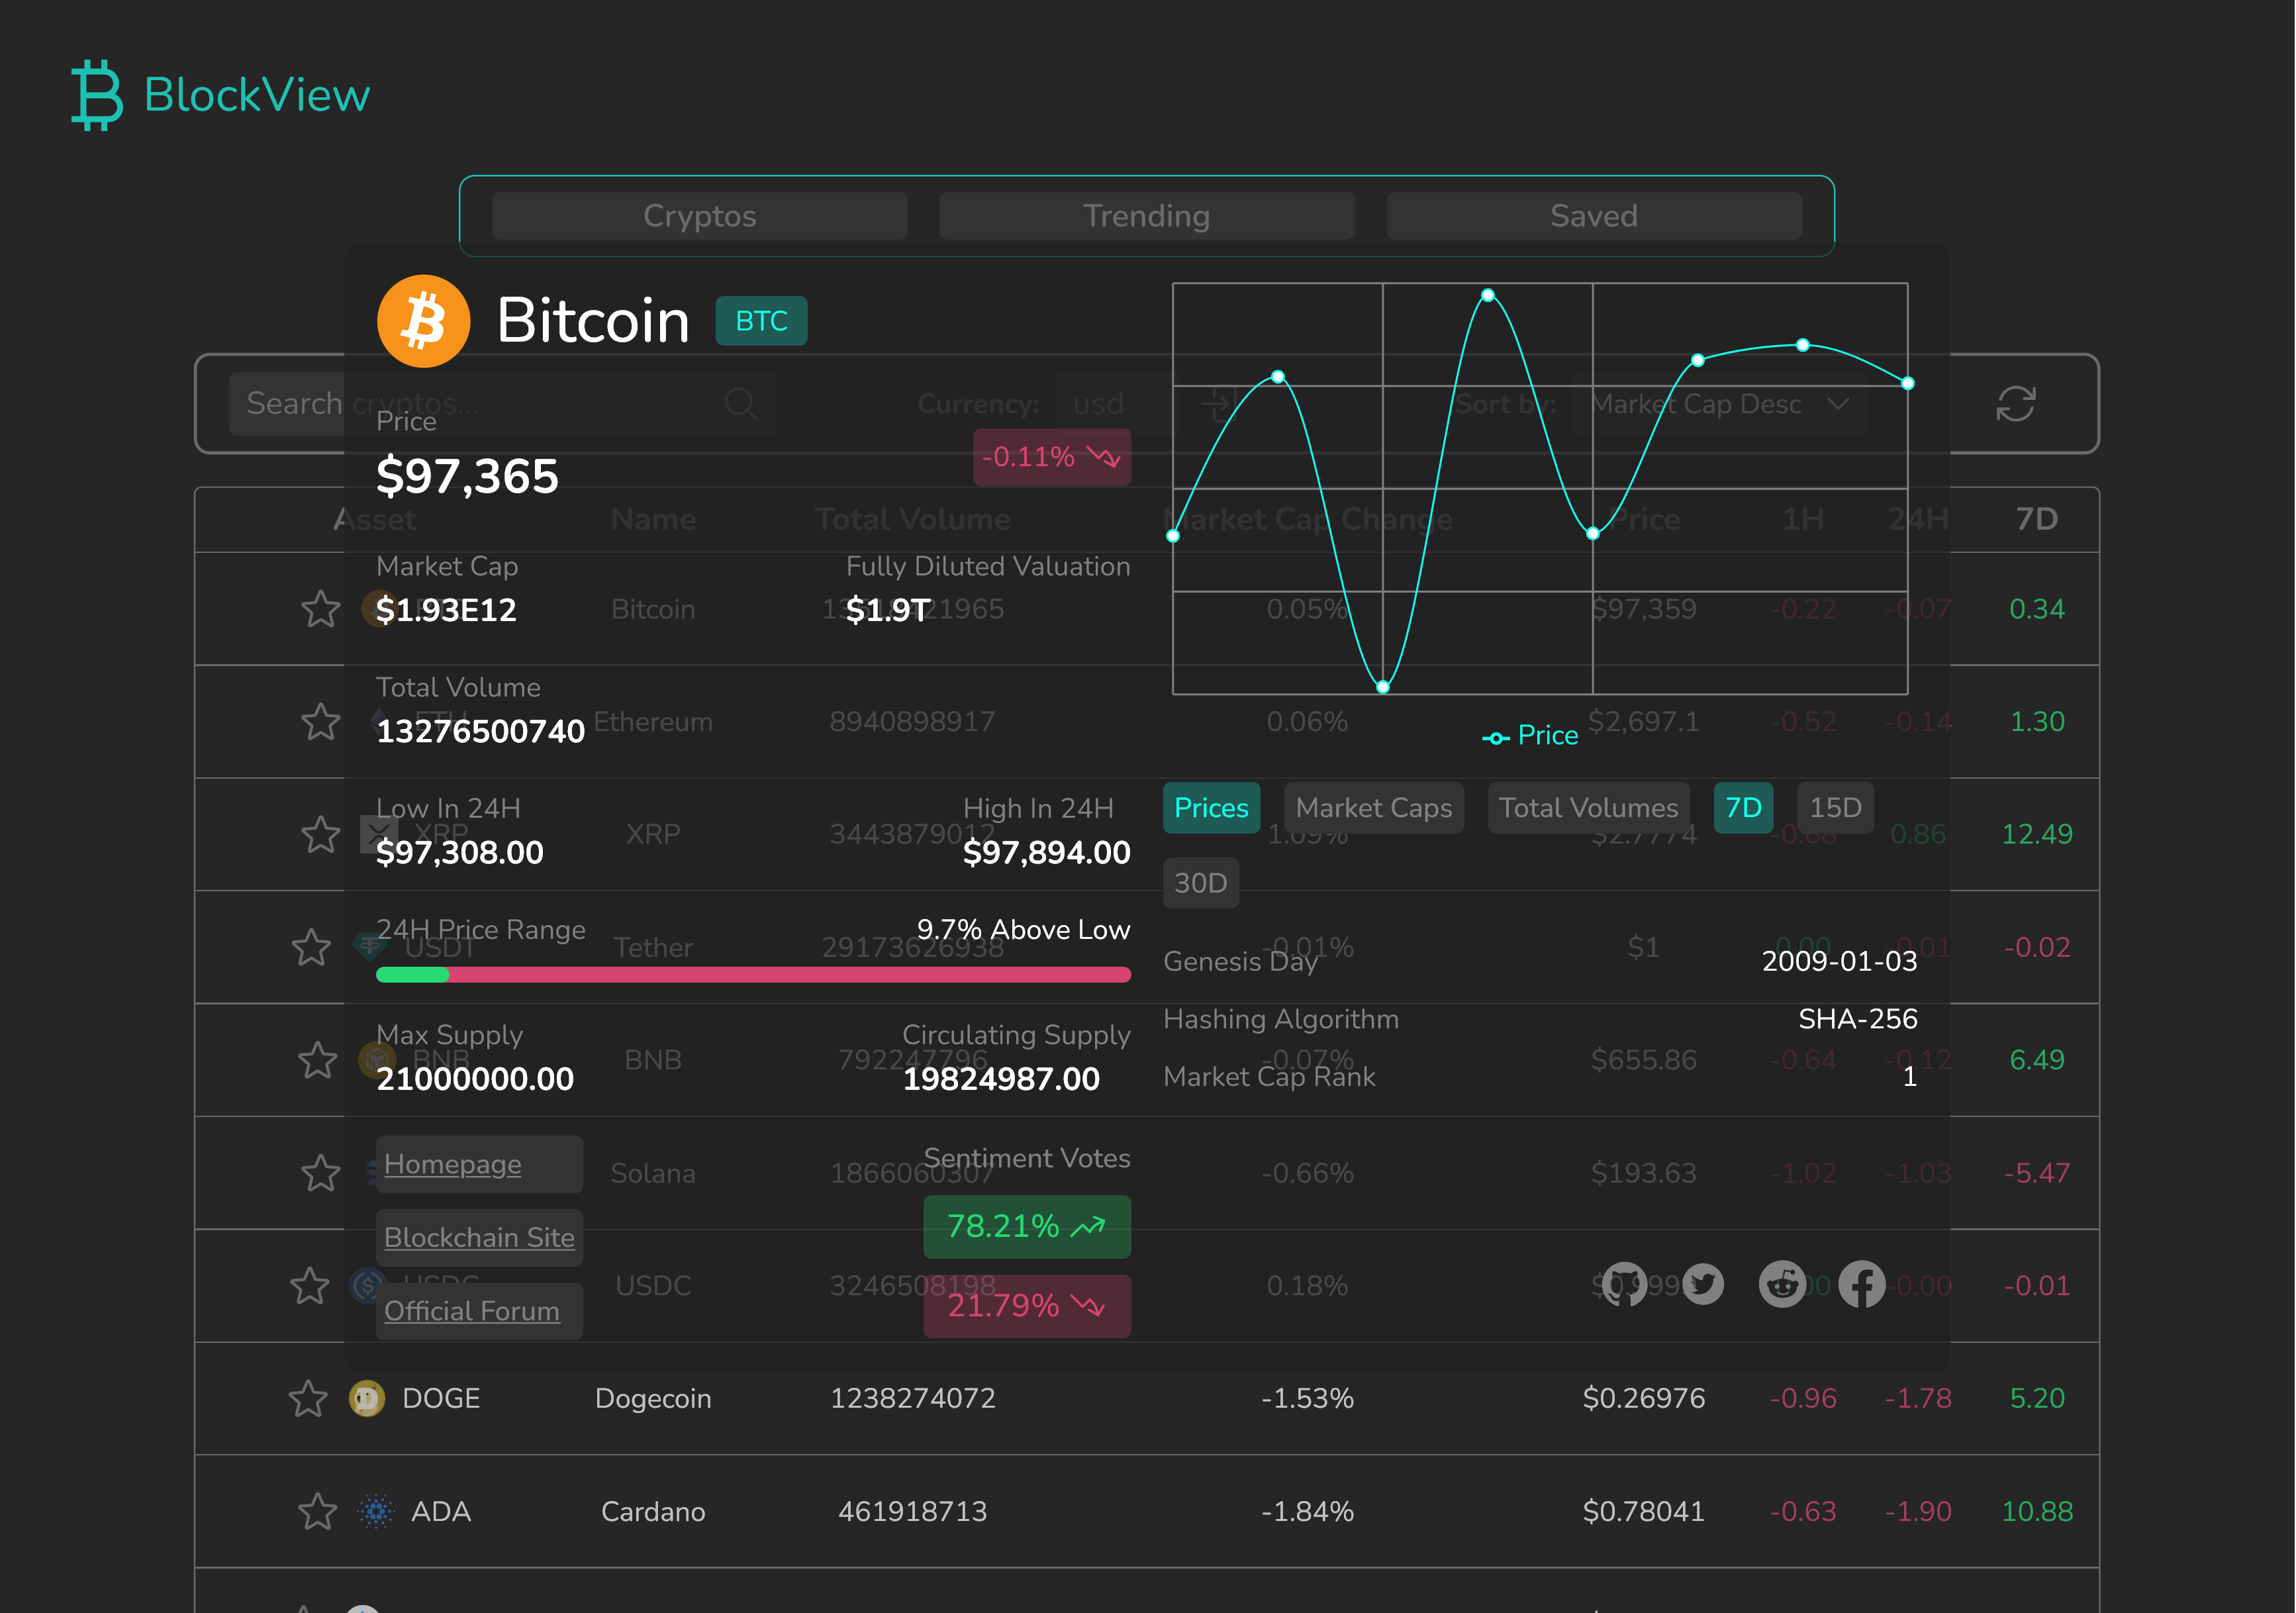 BlockView
Cryptos Trending Saved
Bitcoin BTC
Search cryptos... Currency: usd Sort by: Market Cap Desc
Price
$97,365 -0.11%
Asset Name Total Volume Market Cap Change Price 1H 24H 7D
Market Cap Fully Diluted Valuation
$1.93E12 $1.9T
Bitcoin 0.05% $97,359 -0.22 -0.07 0.34
Total Volume
13276500740
ETH Ethereum 8940898917 0.06% $2,697.1 -0.52 -0.14 1.30
Price
Prices Market Caps Total Volumes 7D 15D
30D
Low In 24H High In 24H
$97,308.00 $97,894.00
XRP XRP 3443879012 1.09% $2.7774 -0.68 0.86 12.49
24H Price Range 9.7% Above Low
USDT Tether 29173626938 -0.01% $1 0.00 -0.01 -0.02
Genesis Day 2009-01-03
Hashing Algorithm SHA-256
Market Cap Rank 1
Max Supply Circulating Supply
21000000.00 19824987.00
BNB BNB 792247796 -0.07% $655.86 -0.64 -0.12 6.49
Homepage
Blockchain Site
Official Forum
Sentiment Votes
78.21%
21.79%
Solana 1866060307 -0.66% $193.63 -1.02 -1.03 -5.47
USDC USDC 3246508198 0.18% -0.00 -0.01
DOGE Dogecoin 1238274072 -1.53% $0.26976 -0.96 -1.78 5.20
ADA Cardano 461918713 -1.84% $0.78041 -0.63 -1.90 10.88